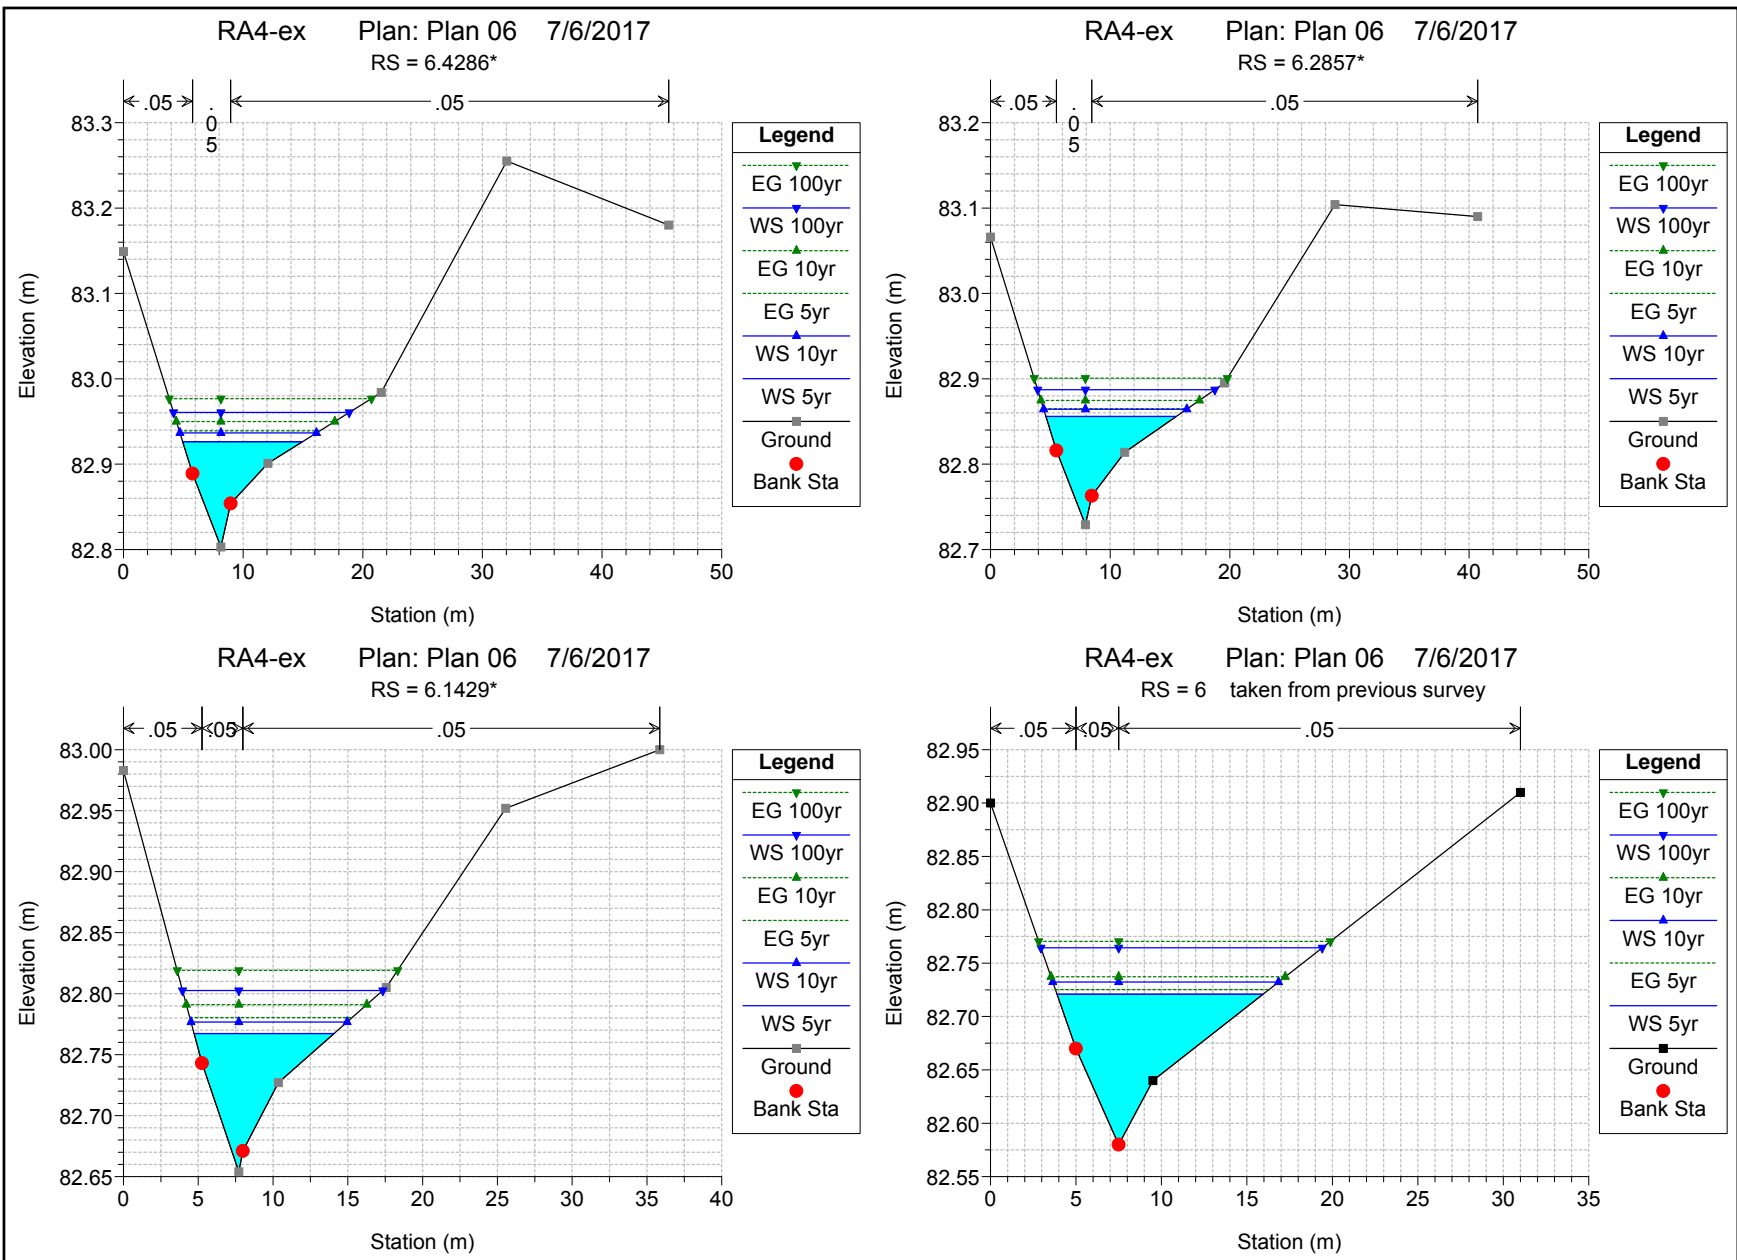 RA4-ex Plan: Plan 06 7/6/2017
RS = 6.4286*
.05 .05 .05
Elevation (m)
83.3
83.2
83.1
83.0
82.9
82.8
0 10 20 30 40 50
Station (m)
Legend
EG 100yr
WS 100yr
EG 10yr
EG 5yr
WS 10yr
WS 5yr
Ground
Bank Sta
RA4-ex Plan: Plan 06 7/6/2017
RS = 6.2857*
.05 .05 .05
Elevation (m)
83.2
83.1
83.0
82.9
82.8
82.7
0 10 20 30 40 50
Station (m)
Legend
EG 100yr
WS 100yr
EG 10yr
EG 5yr
WS 10yr
WS 5yr
Ground
Bank Sta
RA4-ex Plan: Plan 06 7/6/2017
RS = 6.1429*
.05 .05 .05
Elevation (m)
83.00
82.95
82.90
82.85
82.80
82.75
82.70
82.65
0 5 10 15 20 25 30 35 40
Station (m)
Legend
EG 100yr
WS 100yr
EG 10yr
EG 5yr
WS 10yr
WS 5yr
Ground
Bank Sta
RA4-ex Plan: Plan 06 7/6/2017
RS = 6 taken from previous survey
.05 .05 .05
Elevation (m)
82.95
82.90
82.85
82.80
82.75
82.70
82.65
82.60
82.55
0 5 10 15 20 25 30 35
Station (m)
Legend
EG 100yr
WS 100yr
EG 10yr
WS 10yr
EG 5yr
WS 5yr
Ground
Bank Sta